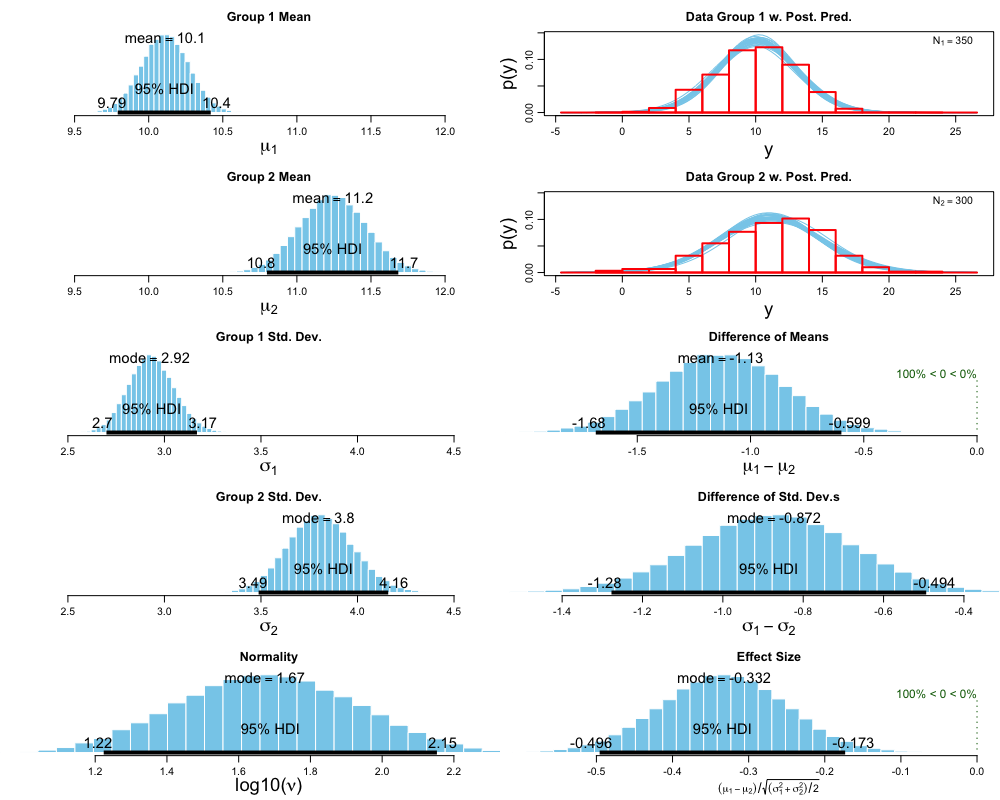 Group 1 Mean
mean = 10.1
95% HDI
9.79 10.4
9.5 10.0 10.5 11.0 11.5 12.0
μ1
Data Group 1 w. Post. Pred.
N1 = 350
p(y)
0.00 0.10
-5 0 5 10 15 20 25
y
Group 2 Mean
mean = 11.2
95% HDI
10.8 11.7
9.5 10.0 10.5 11.0 11.5 12.0
μ2
Data Group 2 w. Post. Pred.
N2 = 300
p(y)
0.00 0.10
-5 0 5 10 15 20 25
y
Group 1 Std. Dev.
mode = 2.92
95% HDI
2.7 3.17
2.5 3.0 3.5 4.0 4.5
σ1
Difference of Means
mean = -1.13
100% < 0 < 0%
95% HDI
-1.68 -0.599
-1.5 -1.0 -0.5 0.0
μ1 − μ2
Group 2 Std. Dev.
mode = 3.8
95% HDI
3.49 4.16
2.5 3.0 3.5 4.0 4.5
σ2
Difference of Std. Dev.s
mode = -0.872
95% HDI
-1.28 -0.494
-1.4 -1.2 -1.0 -0.8 -0.6 -0.4
σ1 − σ2
Normality
mode = 1.67
95% HDI
1.22 2.15
1.2 1.4 1.6 1.8 2.0 2.2
log10(ν)
Effect Size
mode = -0.332
100% < 0 < 0%
95% HDI
-0.496 -0.173
-0.5 -0.4 -0.3 -0.2 -0.1 0.0
(μ1 − μ2)/√(σ1² + σ2²)/2